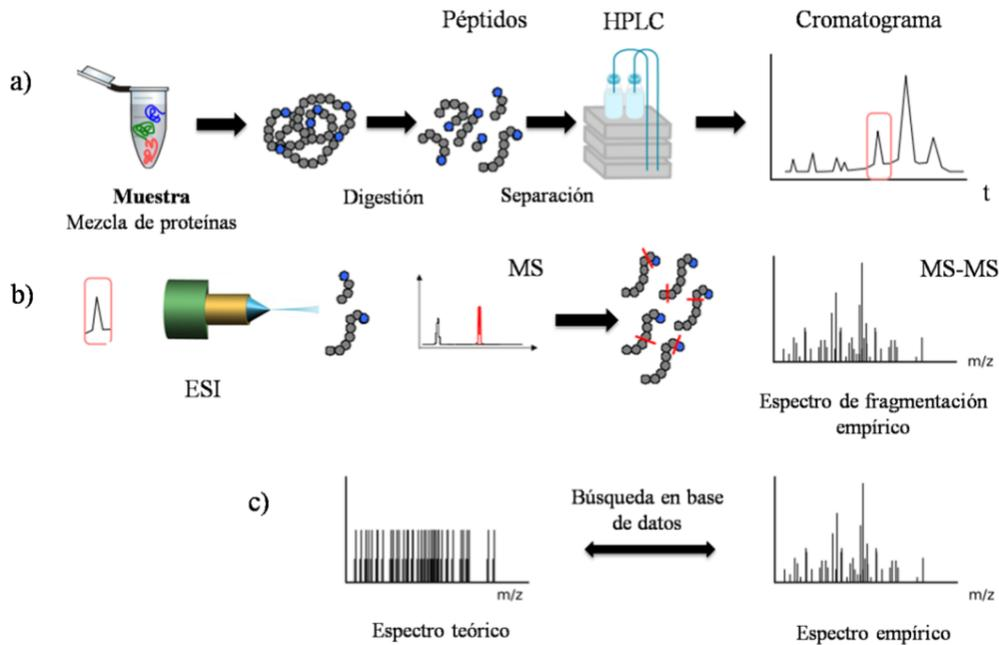 Péptidos
HPLC
Cromatograma
a)
Muestra
Mezcla de proteínas
Digestión
Separación
t
b)
ESI
MS
MS-MS
m/z
Espectro de fragmentación
empírico
c)
Búsqueda en base
de datos
m/z
m/z
Espectro teórico
Espectro empírico